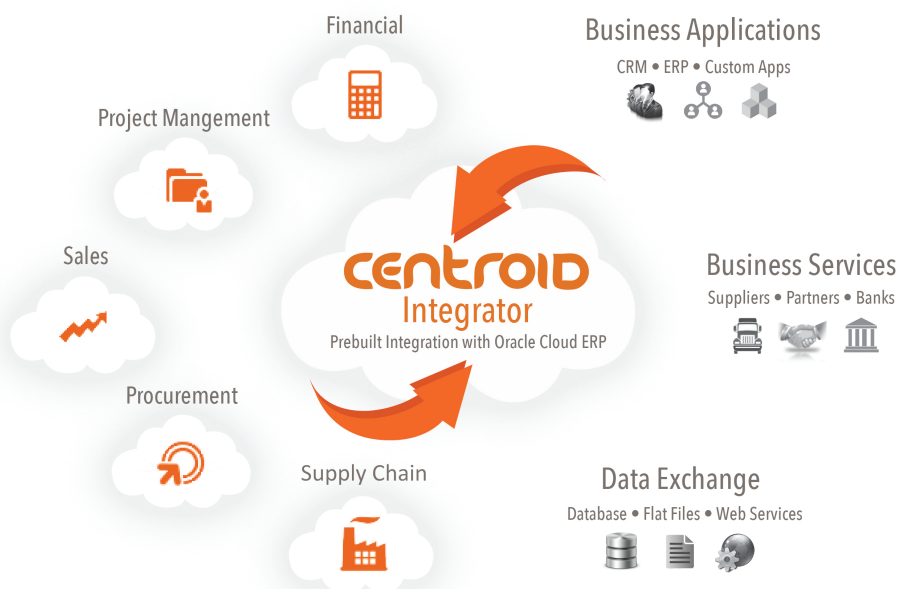 Financial
Business Applications
CRM • ERP • Custom Apps
Project Mangement
Sales
CENTROID
Integrator
Prebuilt Integration with Oracle Cloud ERP
Business Services
Suppliers • Partners • Banks
Procurement
Supply Chain
Data Exchange
Database • Flat Files • Web Services